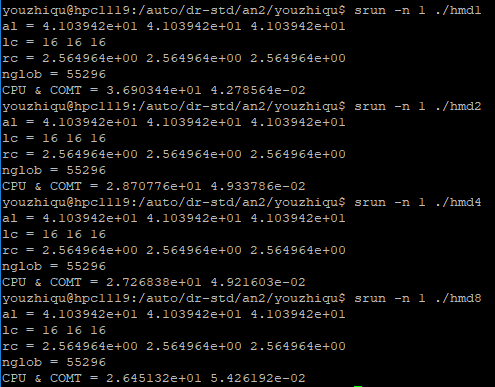 youzhiqu@hpc1119:/auto/dr-std/an2/youzhiqu$ srun -n 1 ./hmd1
al = 4.103942e+01 4.103942e+01 4.103942e+01
lc = 16 16 16
rc = 2.564964e+00 2.564964e+00 2.564964e+00
nglob = 55296
CPU & COMT = 3.690344e+01 4.278564e-02
youzhiqu@hpc1119:/auto/dr-std/an2/youzhiqu$ srun -n 1 ./hmd2
al = 4.103942e+01 4.103942e+01 4.103942e+01
lc = 16 16 16
rc = 2.564964e+00 2.564964e+00 2.564964e+00
nglob = 55296
CPU & COMT = 2.870776e+01 4.933786e-02
youzhiqu@hpc1119:/auto/dr-std/an2/youzhiqu$ srun -n 1 ./hmd4
al = 4.103942e+01 4.103942e+01 4.103942e+01
lc = 16 16 16
rc = 2.564964e+00 2.564964e+00 2.564964e+00
nglob = 55296
CPU & COMT = 2.726838e+01 4.921603e-02
youzhiqu@hpc1119:/auto/dr-std/an2/youzhiqu$ srun -n 1 ./hmd8
al = 4.103942e+01 4.103942e+01 4.103942e+01
lc = 16 16 16
rc = 2.564964e+00 2.564964e+00 2.564964e+00
nglob = 55296
CPU & COMT = 2.645132e+01 5.426192e-02